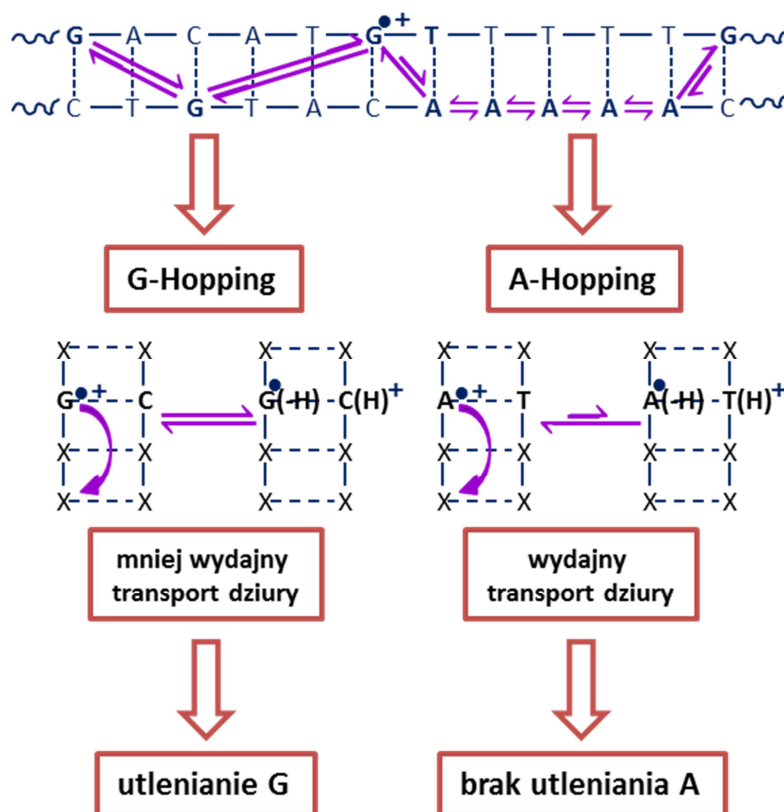 G A C A T G•+ T T T T T G
C T G T A C A A A A A C
G-Hopping A-Hopping
X X X X X X X X
G•+ C G•(-H) C(H)+ A•+ T A•(-H) T(H)+
X X X X X X X X
X X X X X X X X
mniej wydajny
transport dziury
wydajny
transport dziury
utlenianie G brak utleniania A